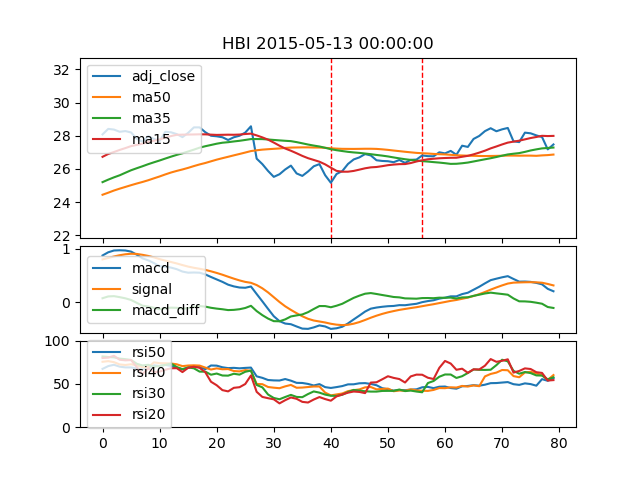 HBI 2015-05-13 00:00:00
32
30
28
26
24
22
adj_close
ma50
ma35
ma15
1
0
macd
signal
macd_diff
100
50
0
rsi50
rsi40
rsi30
rsi20
0 10 20 30 40 50 60 70 80